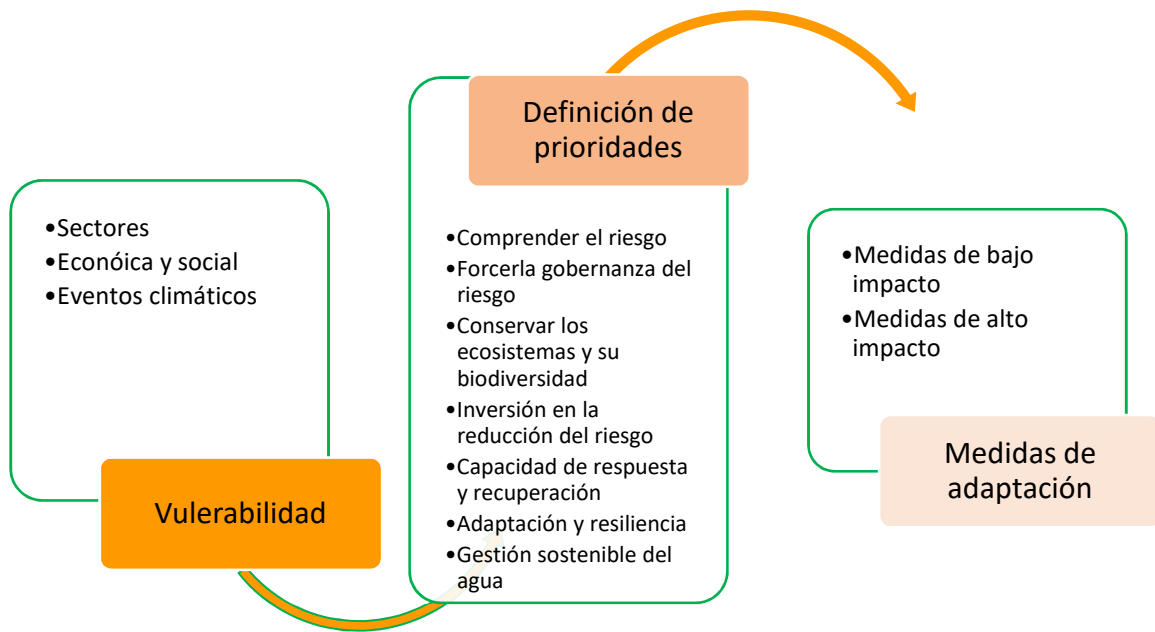 •Sectores
•Econóica y social
•Eventos climáticos
Vulerabilidad
Definición de
prioridades
•Comprender el riesgo
•Forcerla gobernanza del
riesgo
•Conservar los
ecosistemas y su
biodiversidad
•Inversión en la
reducción del riesgo
•Capacidad de respuesta
y recuperación
•Adaptación y resiliencia
•Gestión sostenible del
agua
•Medidas de bajo
impacto
•Medidas de alto
impacto
Medidas de
adaptación